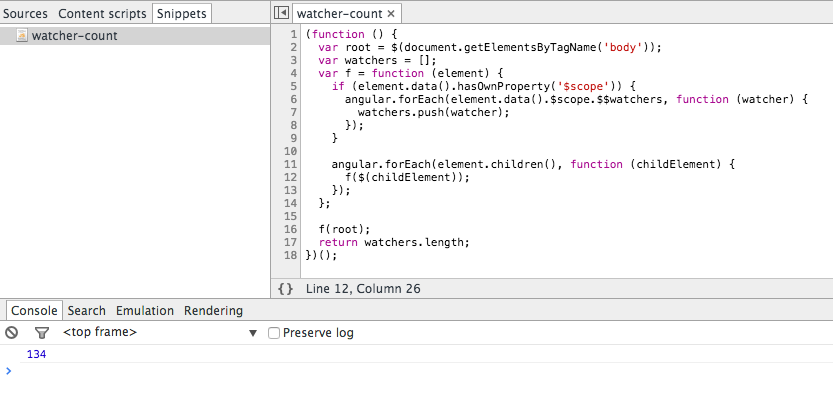 Sources Content scripts Snippets
watcher-count
watcher-count ×
1 (function () {
2   var root = $(document.getElementsByTagName('body'));
3   var watchers = [];
4   var f = function (element) {
5     if (element.data().hasOwnProperty('$scope')) {
6       angular.forEach(element.data().$scope.$$watchers, function (watcher) {
7         watchers.push(watcher);
8       });
9     }
10
11     angular.forEach(element.children(), function (childElement) {
12       f($(childElement));
13     });
14   };
15
16   f(root);
17   return watchers.length;
18 })();
{} Line 12, Column 26
Console Search Emulation Rendering
<top frame> ▼ Preserve log
134
>